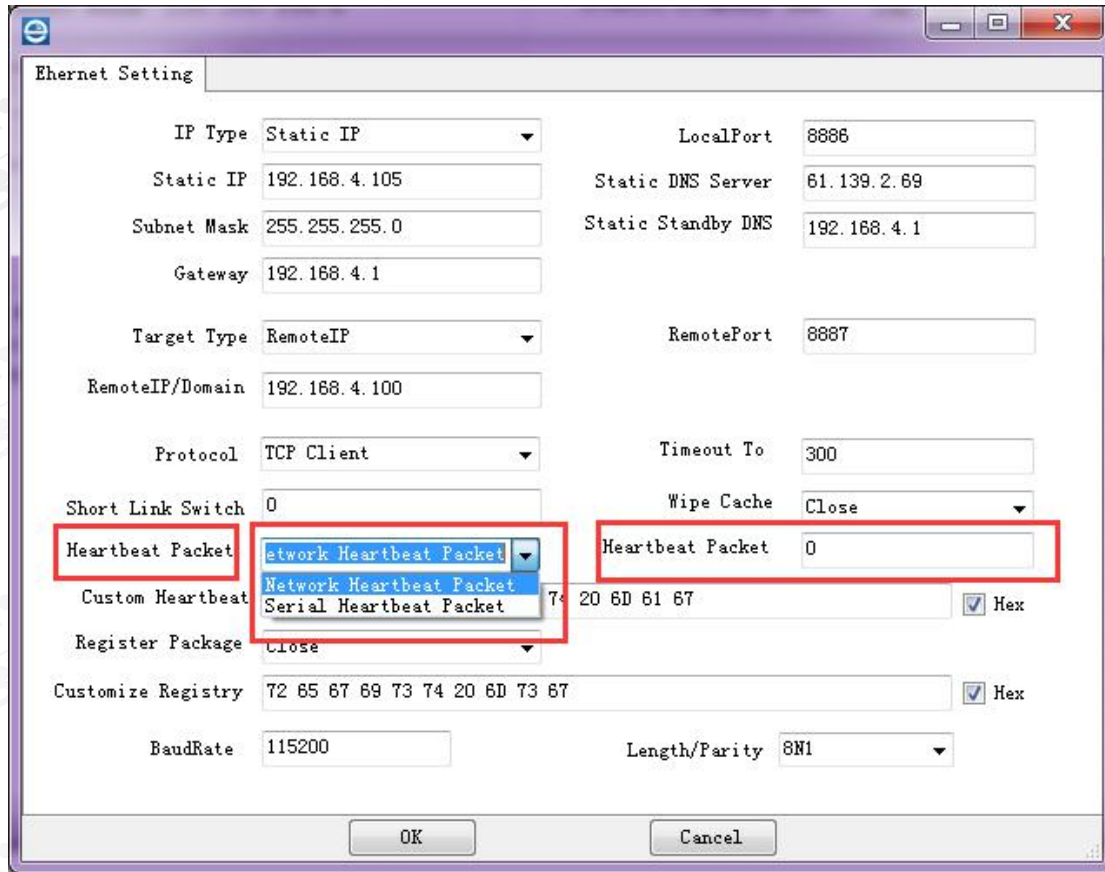 Ehernet Setting
IP Type Static IP LocalPort 8886
Static IP 192.168.4.105 Static DNS Server 61.139.2.69
Subnet Mask 255.255.255.0 Static Standby DNS 192.168.4.1
Gateway 192.168.4.1
Target Type RemoteIP RemotePort 8887
RemoteIP/Domain 192.168.4.100
Protocol TCP Client Timeout To 300
Short Link Switch 0 Wipe Cache Close
Heartbeat Packet etwork Heartbeat Packet Heartbeat Packet 0
Network Heartbeat Packet
Custom Heartbeat Serial Heartbeat Packet 74 20 6D 61 67 Hex
Register Package Close
Customize Registry 72 65 67 69 73 74 20 6D 73 67 Hex
BaudRate 115200 Length/Parity 8N1
OK Cancel